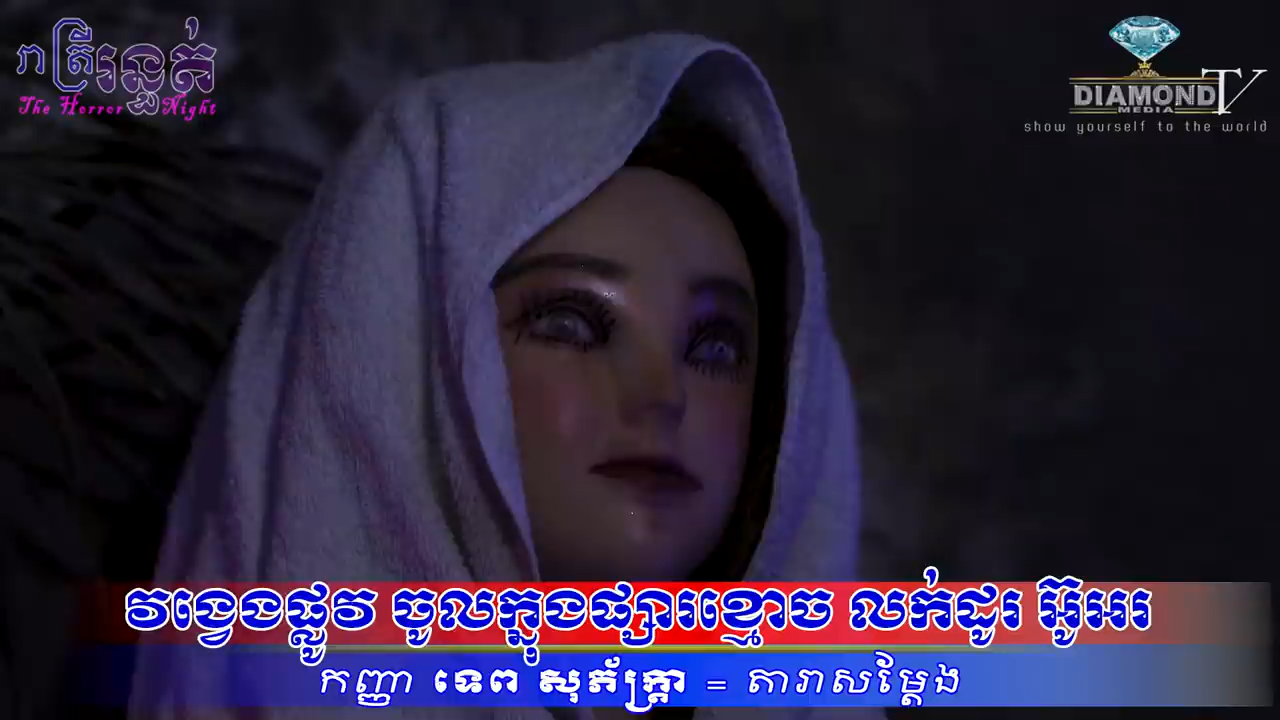 រាត្រីរន្ធត់
The Horror Night
DIAMOND TV
MEDIA
show yourself to the world
វង្វេងផ្លូវ ចូលក្នុងផ្សារខ្មោច លក់ដូរ អ៊ូអរ
កញ្ញា ទេព សុភ័ក្រ្តា = តារាសម្តែង